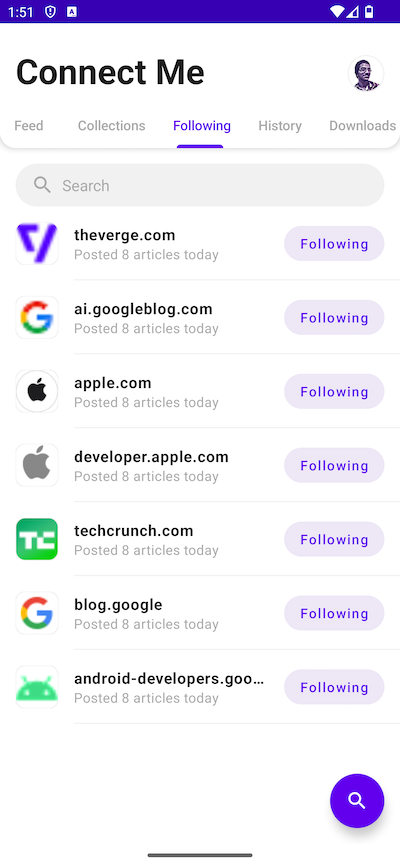 1:51
Connect Me
Feed Collections Following History Downloads
Search
theverge.com
Posted 8 articles today
Following
ai.googleblog.com
Posted 8 articles today
Following
apple.com
Posted 8 articles today
Following
developer.apple.com
Posted 8 articles today
Following
techcrunch.com
Posted 8 articles today
Following
blog.google
Posted 8 articles today
Following
android-developers.goo...
Posted 8 articles today
Following